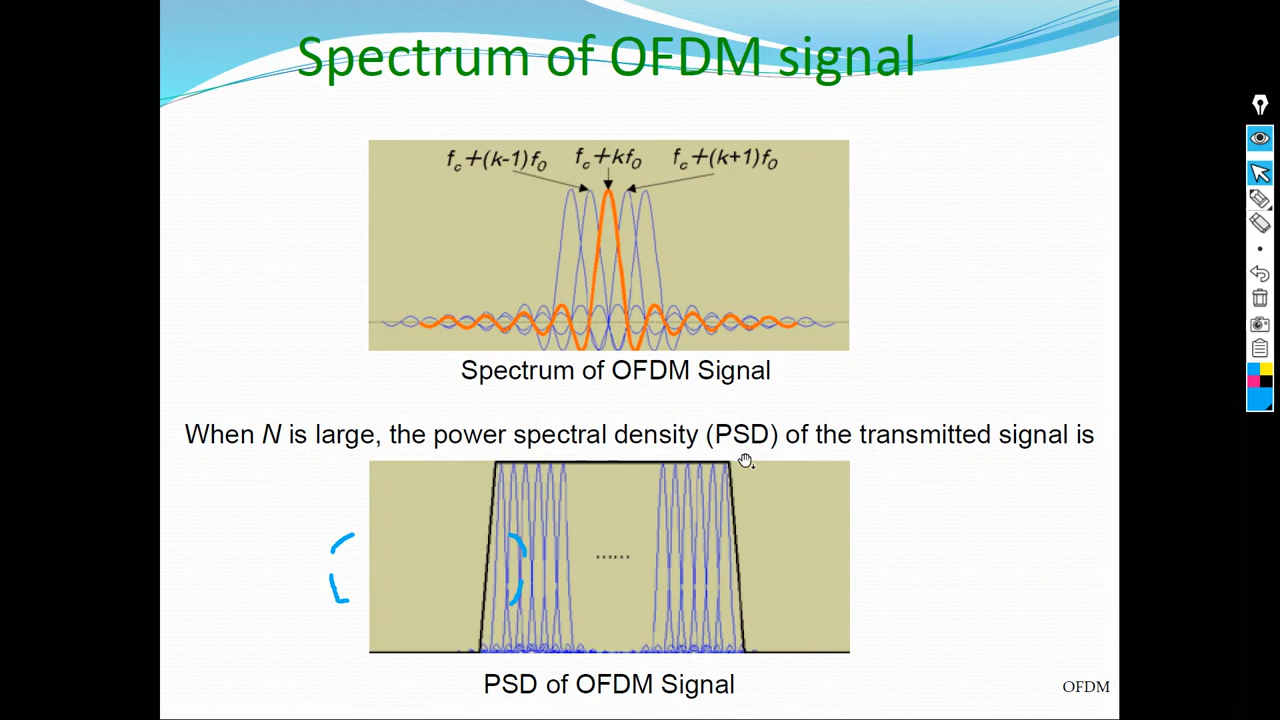 Spectrum of OFDM signal
f_c+(k-1)f_0 f_c+kf_0 f_c+(k+1)f_0
Spectrum of OFDM Signal
When N is large, the power spectral density (PSD) of the transmitted signal is
......
PSD of OFDM Signal
OFDM